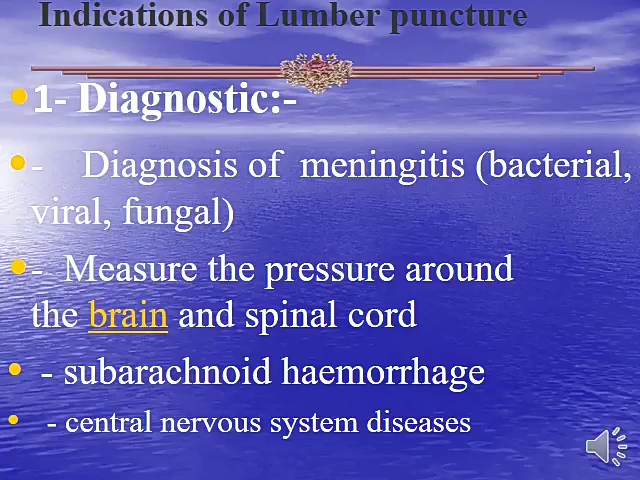 Indications of Lumber puncture
1- Diagnostic:-
- Diagnosis of meningitis (bacterial,
viral, fungal)
- Measure the pressure around
the brain and spinal cord
- subarachnoid haemorrhage
- central nervous system diseases